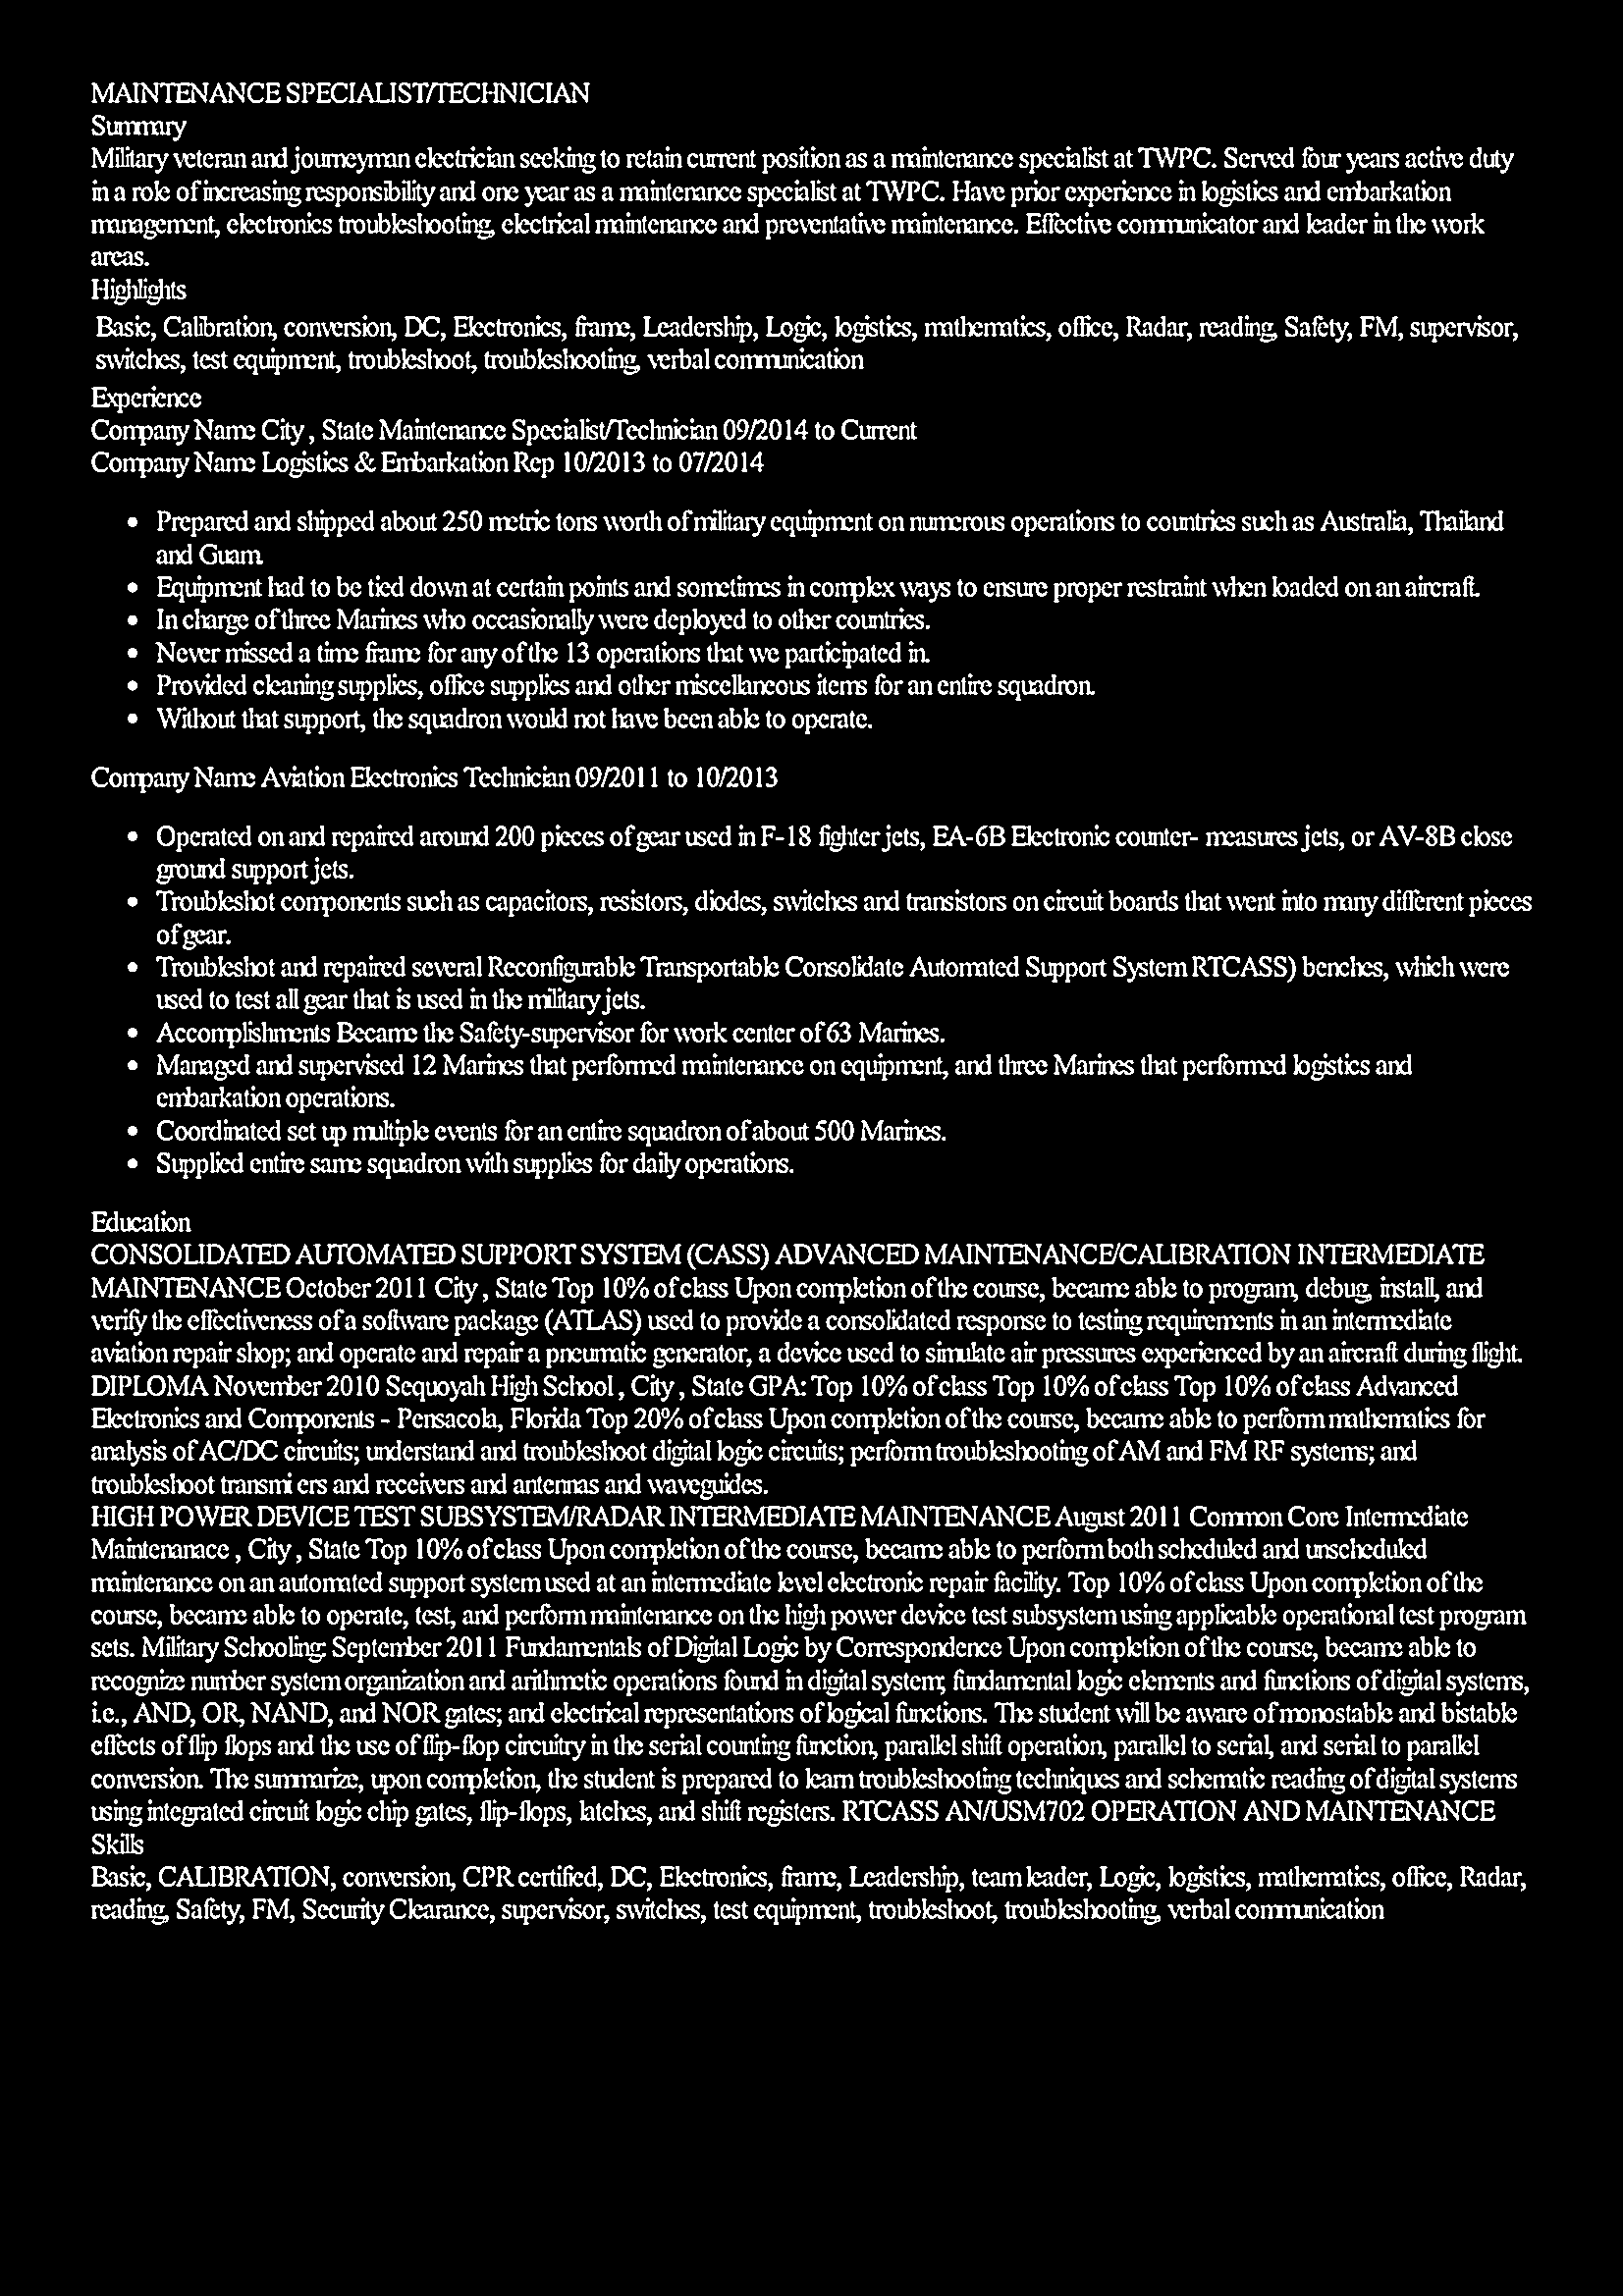 MAINTENANCE SPECIALIST/TECHNICIAN
Summary
Military veteran and journeyman electrician seeking to retain current position as a maintenance specialist at TWPC. Served four years active duty
in a role of increasing responsibility and one year as a maintenance specialist at TWPC. Have prior experience in logistics and embarkation
management, electronics troubleshooting, electrical maintenance and preventative maintenance. Effective communicator and leader in the work
areas.
Highlights
Basic, Calibration, conversion, DC, Electronics, frame, Leadership, Logic, logistics, mathematics, office, Radar, reading, Safety, FM, supervisor,
switches, test equipment, troubleshoot, troubleshooting, verbal communication
Experience
Company Name City , State Maintenance Specialist/Technician 09/2014 to Current
Company Name Logistics & Embarkation Rep 10/2013 to 07/2014
• Prepared and shipped about 250 metric tons worth of military equipment on numerous operations to countries such as Australia, Thailand
and Guam.
• Equipment had to be tied down at certain points and sometimes in complex ways to ensure proper restraint when loaded on an aircraft.
• In charge of three Marines who occasionally were deployed to other countries.
• Never missed a time frame for any of the 13 operations that we participated in.
• Provided cleaning supplies, office supplies and other miscellaneous items for an entire squadron.
• Without that support, the squadron would not have been able to operate.
Company Name Aviation Electronics Technician 09/2011 to 10/2013
• Operated on and repaired around 200 pieces of gear used in F-18 fighter jets, EA-6B Electronic counter- measures jets, or AV-8B close
ground support jets.
• Troubleshot components such as capacitors, resistors, diodes, switches and transistors on circuit boards that went into many different pieces
of gear.
• Troubleshot and repaired several Reconfigurable Transportable Consolidate Automated Support System RTCASS) benches, which were
used to test all gear that is used in the military jets.
• Accomplishments Became the Safety-supervisor for work center of 63 Marines.
• Managed and supervised 12 Marines that performed maintenance on equipment, and three Marines that performed logistics and
embarkation operations.
• Coordinated set up multiple events for an entire squadron of about 500 Marines.
• Supplied entire same squadron with supplies for daily operations.
Education
CONSOLIDATED AUTOMATED SUPPORT SYSTEM (CASS) ADVANCED MAINTENANCE/CALIBRATION INTERMEDIATE
MAINTENANCE October 2011 City , State Top 10% of class Upon completion of the course, became able to program, debug, install, and
verify the effectiveness of a software package (ATLAS) used to provide a consolidated response to testing requirements in an intermediate
aviation repair shop; and operate and repair a pneumatic generator, a device used to simulate air pressures experienced by an aircraft during flight.
DIPLOMA November 2010 Sequoyah High School , City , State GPA: Top 10% of class Top 10% of class Top 10% of class Advanced
Electronics and Components - Pensacola, Florida Top 20% of class Upon completion of the course, became able to perform mathematics for
analysis of AC/DC circuits; understand and troubleshoot digital logic circuits; perform troubleshooting of AM and FM RF systems; and
troubleshoot transmi ers and receivers and antennas and waveguides.
HIGH POWER DEVICE TEST SUBSYSTEM/RADAR INTERMEDIATE MAINTENANCE August 2011 Common Core Intermediate
Maintenanace , City , State Top 10% of class Upon completion of the course, became able to perform both scheduled and unscheduled
maintenance on an automated support system used at an intermediate level electronic repair facility. Top 10% of class Upon completion of the
course, became able to operate, test, and perform maintenance on the high power device test subsystem using applicable operational test program
sets. Military Schooling: September 2011 Fundamentals of Digital Logic by Correspondence Upon completion of the course, became able to
recognize number system organization and arithmetic operations found in digital system; fundamental logic elements and functions of digital systems,
i.e., AND, OR, NAND, and NOR gates; and electrical representations of logical functions. The student will be aware of monostable and bistable
effects of flip flops and the use of flip-flop circuitry in the serial counting function, parallel shift operation, parallel to serial, and serial to parallel
conversion. The summarize, upon completion, the student is prepared to learn troubleshooting techniques and schematic reading of digital systems
using integrated circuit logic chip gates, flip-flops, latches, and shift registers. RTCASS AN/USM702 OPERATION AND MAINTENANCE
Skills
Basic, CALIBRATION, conversion, CPR certified, DC, Electronics, frame, Leadership, team leader, Logic, logistics, mathematics, office, Radar,
reading, Safety, FM, Security Clearance, supervisor, switches, test equipment, troubleshoot, troubleshooting, verbal communication